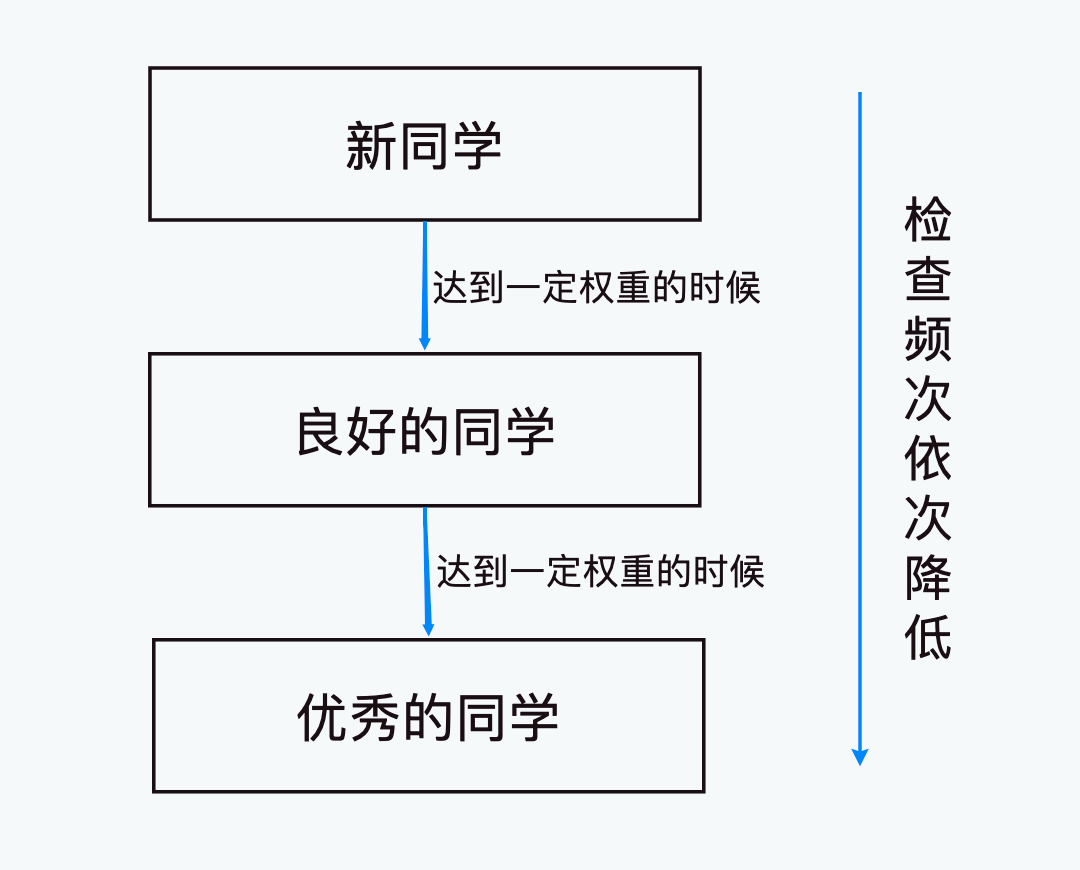 新同学
达到一定权重的时候
良好的同学
达到一定权重的时候
优秀的同学
检查频次依次降低